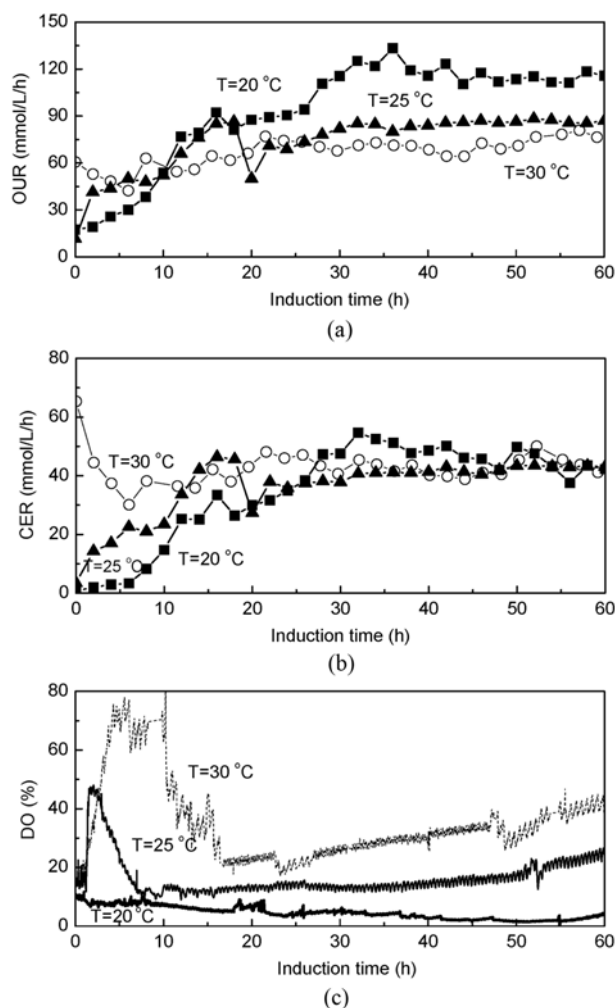 150
120
90
60
30
0
OUR (mmol/L/h)
T=20 °C
T=25 °C
T=30 °C
0 10 20 30 40 50 60
Induction time (h)
(a)
80
60
40
20
0
CER (mmol/L/h)
T=30 °C
T=25 °C
T=20 °C
0 10 20 30 40 50 60
Induction time (h)
(b)
80
60
40
20
0
DO (%)
T=30 °C
T=25 °C
T=20 °C
0 10 20 30 40 50 60
Induction time (h)
(c)